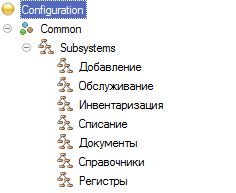 Configuration
Common
Subsystems
Добавление
Обслуживание
Инвентаризация
Списание
Документы
Справочники
Регистры